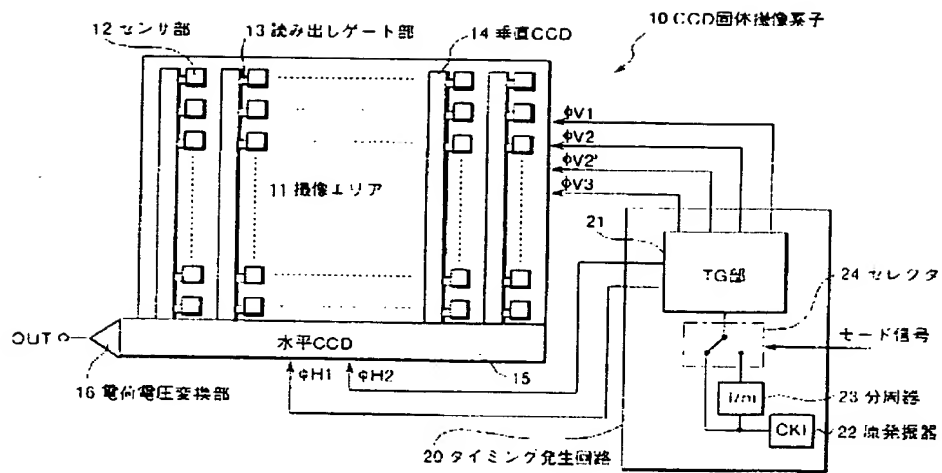 10 CCD固体撮像素子
12 センサ部
13 読み出しゲート部
14 垂直CCD
φV1
φV2
φV2'
φV3
11 撮像エリア
21
TG部
24 セレクタ
モード信号
OUT
水平CCD
16 電荷電圧変換部
φH1
φH2
15
1/m
23 分周器
CKI
22 原発振器
20 タイミング発生回路